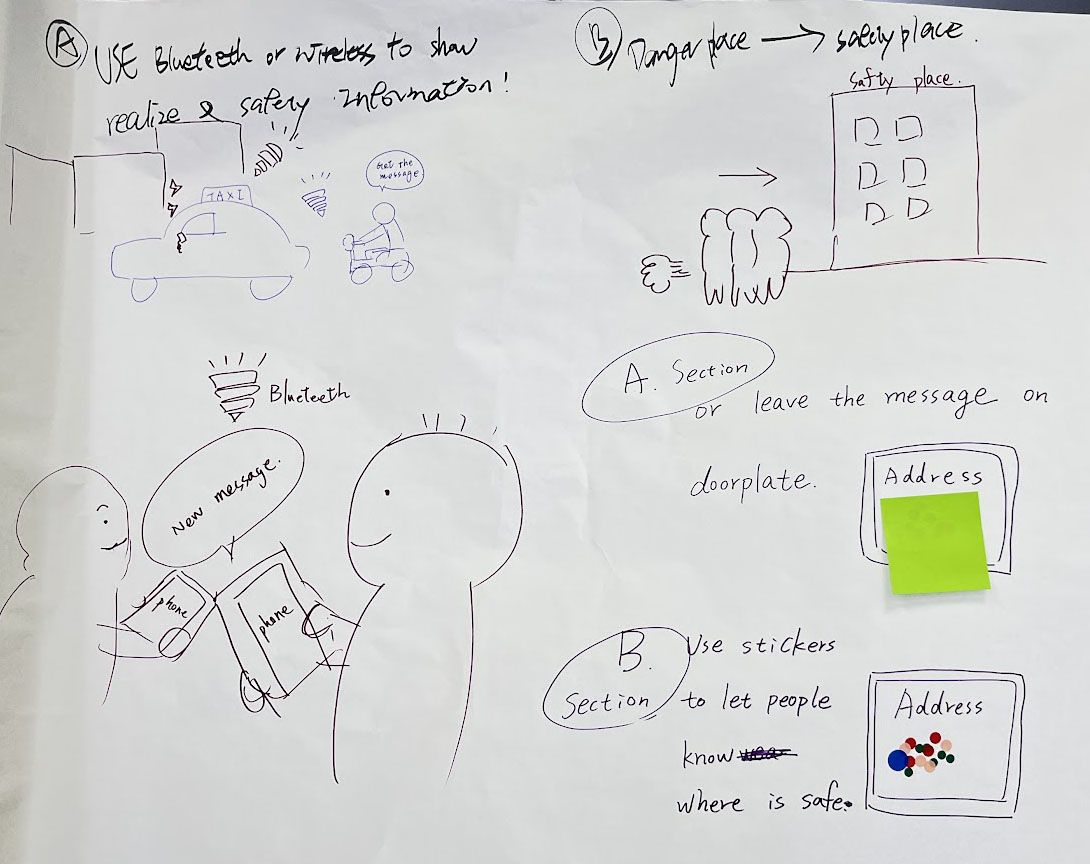 A
USE Blueteeth or wireless to show
realize & safety Information!
TAXI
Get the
message
Blueteeth
New message.
phone
phone
B
Danger place → safety place.
Safty place.
A. Section
or leave the message on
doorplate.
Address
B.
Section
Use stickers
to let people
know
where is safe.
Address